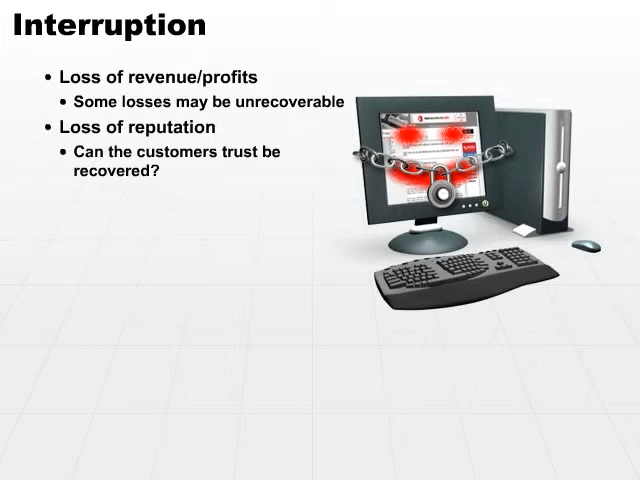 Interruption
• Loss of revenue/profits
• Some losses may be unrecoverable
• Loss of reputation
• Can the customers trust be
recovered?